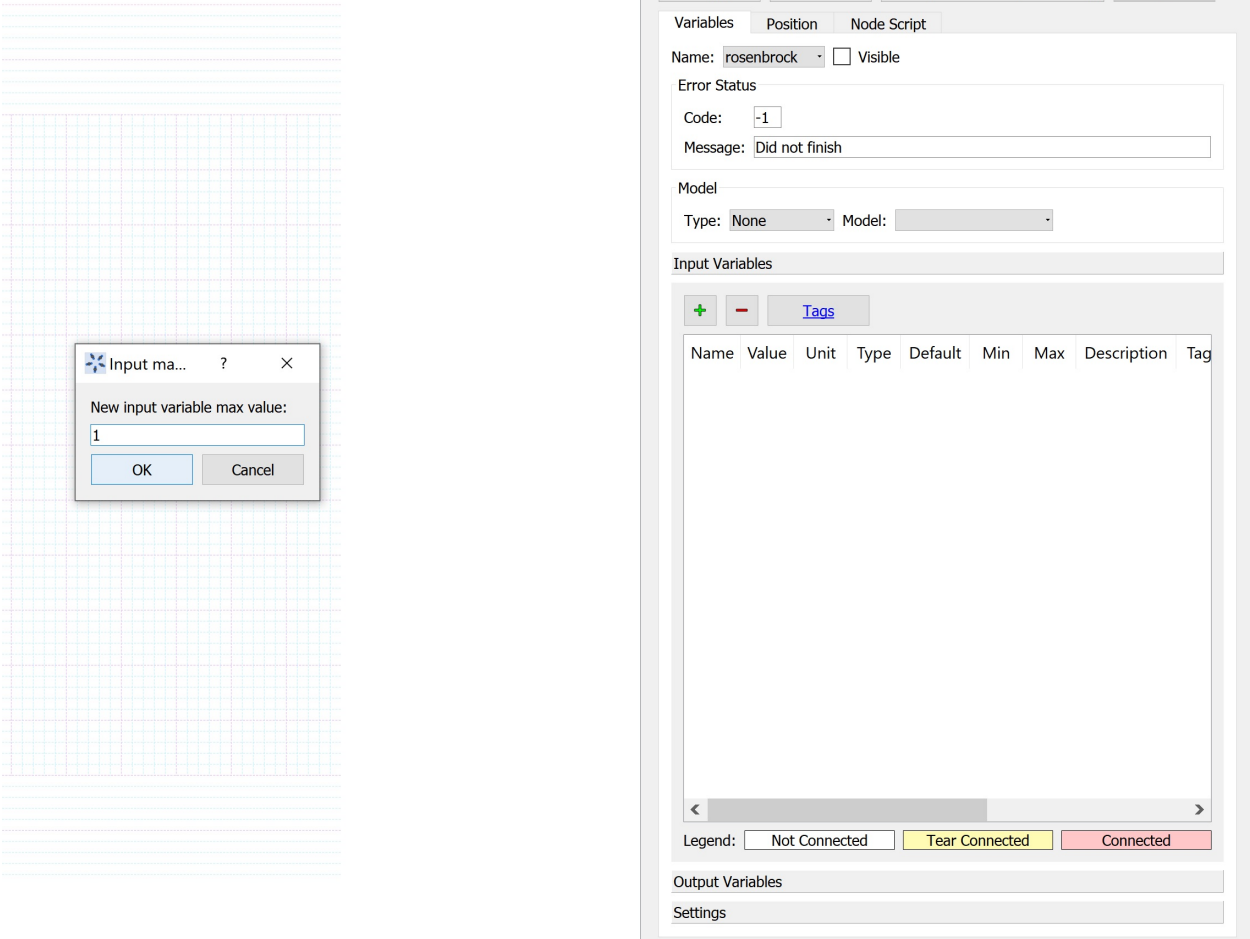 Variables Position Node Script
Name: rosenbrock Visible
Error Status
Code: -1
Message: Did not finish
Model
Type: None Model:
Input Variables
Tags
Name Value Unit Type Default Min Max Description Tag
Input ma... ? 
New input variable max value:
1
OK Cancel
Legend: Not Connected Tear Connected Connected
Output Variables
Settings